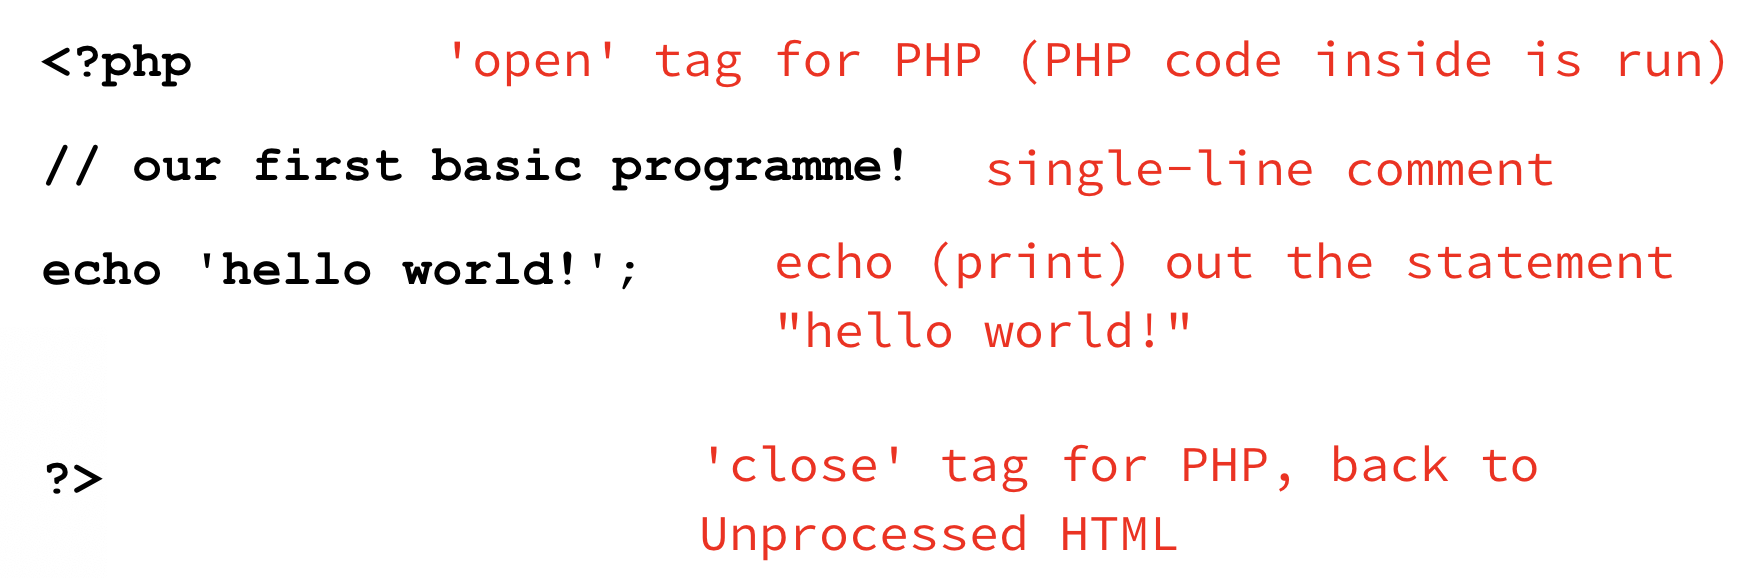 <?php 'open' tag for PHP (PHP code inside is run)
// our first basic programme! single-line comment
echo 'hello world!'; echo (print) out the statement
"hello world!"
?> 'close' tag for PHP, back to
Unprocessed HTML